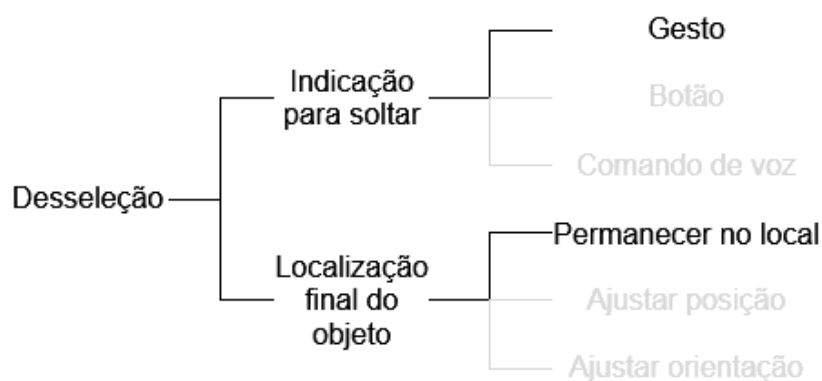 Desseleção
Indicação
para soltar
Gesto
Botão
Comando de voz
Localização
final do
objeto
Permanecer no local
Ajustar posição
Ajustar orientação